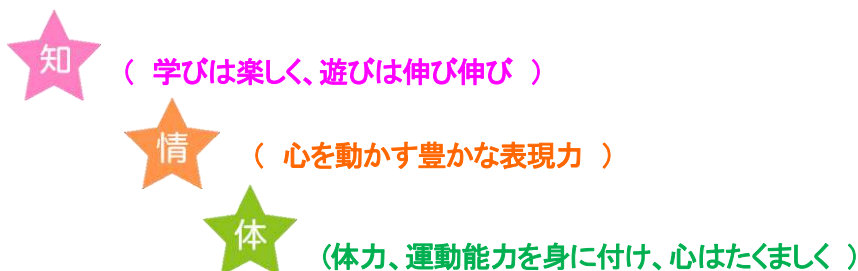 知
( 学びは楽しく、遊びは伸び伸び )
情
( 心を動かす豊かな表現力 )
体
(体力、運動能力を身に付け、心はたくましく )